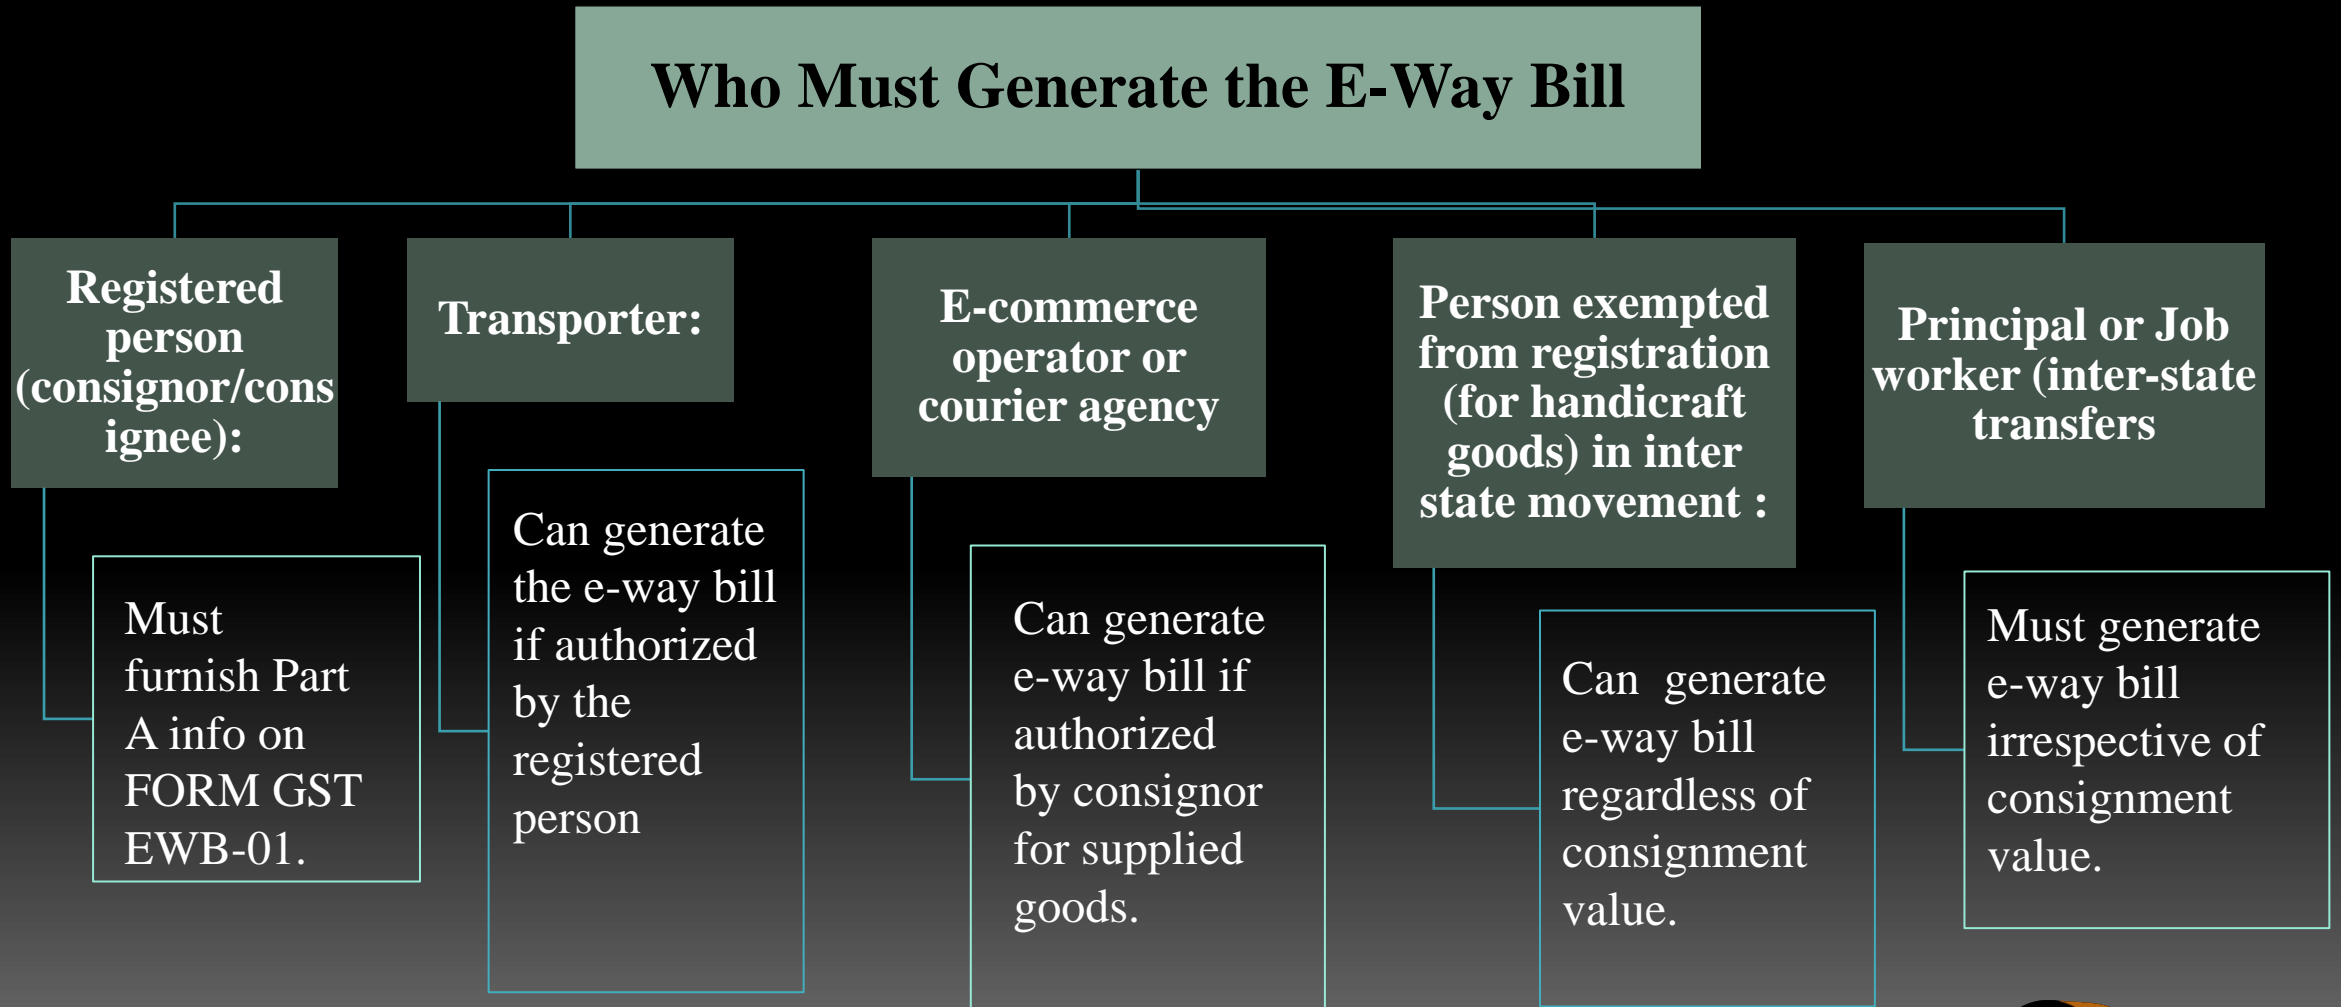 Who Must Generate the E-Way Bill
Registered
person
(consignor/cons
ignee):
Must
furnish Part
A info on
FORM GST
EWB-01.
Transporter:
Can generate
the e-way bill
if authorized
by the
registered
person
E-commerce
operator or
courier agency
Can generate
e-way bill if
authorized
by consignor
for supplied
goods.
Person exempted
from registration
(for handicraft
goods) in inter
state movement :
Can generate
e-way bill
regardless of
consignment
value.
Principal or Job
worker (inter-state
transfers
Must generate
e-way bill
irrespective of
consignment
value.